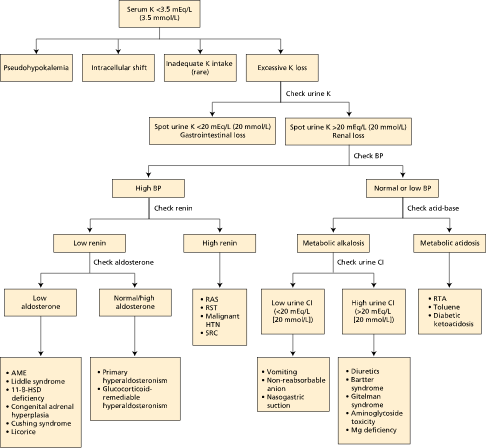 Serum K <3.5 mEq/L
(3.5 mmol/L)
Pseudohypokalemia
Intracellular shift
Inadequate K intake
(rare)
Excessive K loss
Check urine K
Spot urine K <20 mEq/L (20 mmol/L)
Gastrointestinal loss
Spot urine K >20 mEq/L (20 mmol/L)
Renal loss
Check BP
High BP
Normal or low BP
Check renin
Check atid-base
Low renin
High renin
Metabolic alkalosis
Metabolic acidosis
Check aldosterone
Check urine Cl
Low
aldosterone
Normal/high
aldosterone
• RAS
• RST
• Malignant
HTN
• SRC
Low urine Cl
(<20 mEq/L
[20 mmol/L])
High urine Cl
(>20 mEq/L
[20 mmol/L])
• RTA
• Toluene
• Diabetic
ketoacidosis
• AME
• Liddle syndrome
• 11-B-HSD
deficiency
• Congenital adrenal
hyperplasia
• Cushing syndrome
• Licorice
• Primary
hyperaldosteronism
• Glucocorticoid-
remediable
hyperaldosteronism
• Vomiting
• Non-reabsorbable
anion
• Nasogastric
suction
• Diuretics
• Bartter
syndrome
• Gitelman
syndrome
• Aminoglycoside
toxicity
• Mg deficiency